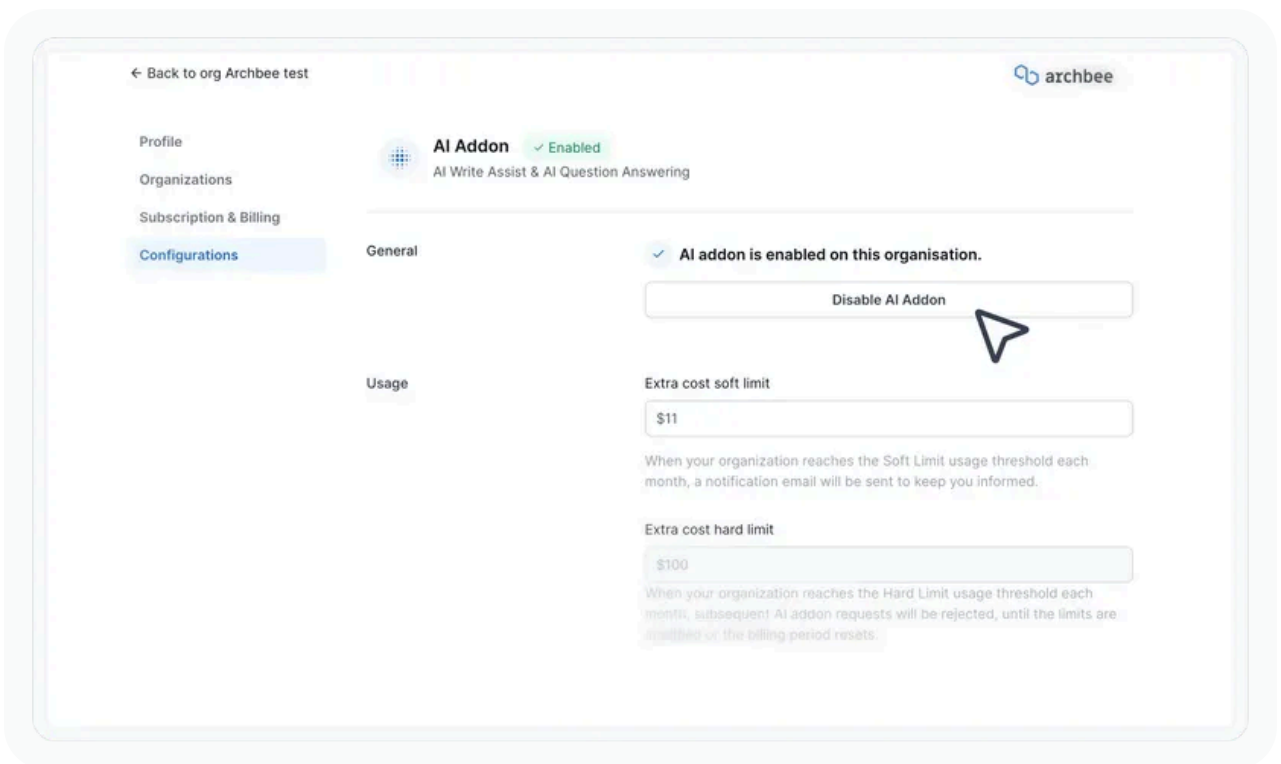 ← Back to org Archbee test
archbee
Profile
Organizations
Subscription & Billing
Configurations
AI Addon
✓ Enabled
AI Write Assist & AI Question Answering
General
AI addon is enabled on this organisation.
Disable AI Addon
Usage
Extra cost soft limit
$11
When your organization reaches the Soft Limit usage threshold each
month, a notification email will be sent to keep you informed.
Extra cost hard limit
$100
When your organization reaches the Hard Limit usage threshold each
month, subsequent AI addon requests will be rejected, until the limits are
or the billing period resets.